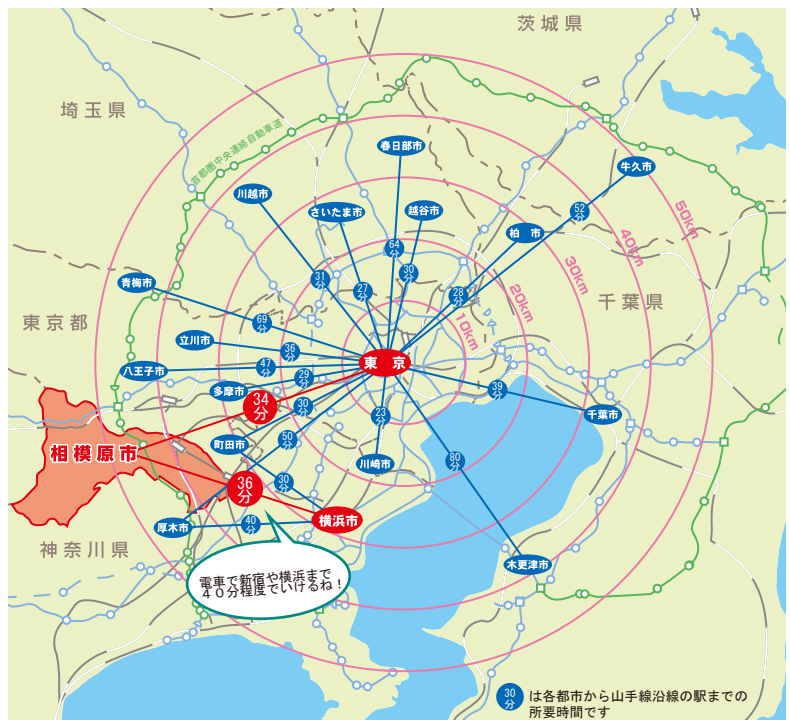 茨城県
埼玉県
首都圏中央連絡自動車道
春日部市
牛久市
川越市
さいたま市
越谷市
柏市
52分
50km
40km
30km
20km
10km
64分
30分
31分
27分
28分
青梅市
千葉県
東京都
69分
立川市
36分
東京
八王子市
47分
多摩市
29分
39分
34分
30分
23分
千葉市
相模原市
町田市
50分
川崎市
80分
36分
30分
横浜市
厚木市
40分
神奈川県
木更津市
電車で新宿や横浜まで
40分程度でいけるね！
30分
は各都市から山手線沿線の駅までの
所要時間です